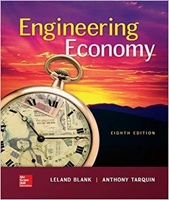 Engineering
Economy
EIGHTH EDITION
LELAND BLANK
ANTHONY TARQUIN